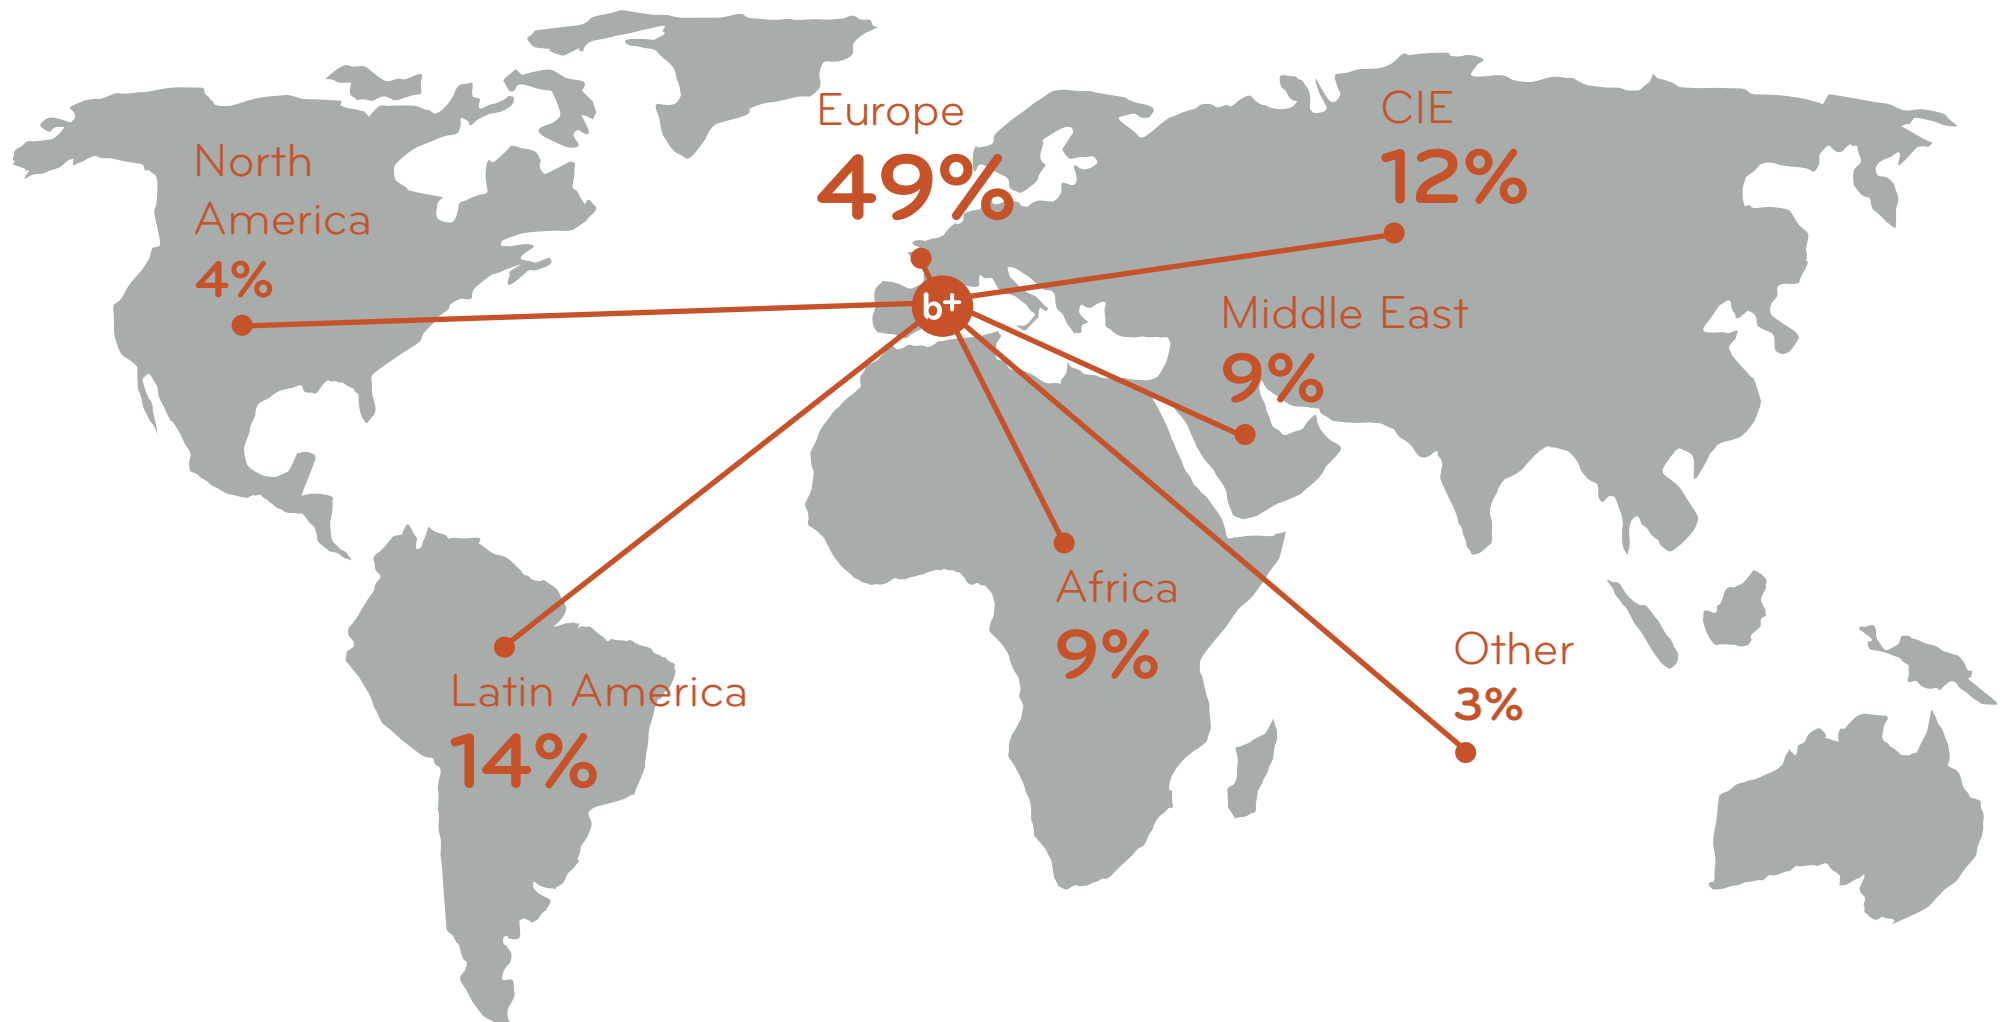 Europe
49%
CIE
12%
North
America
4%
b+
Middle East
9%
Africa
9%
Other
3%
Latin America
14%